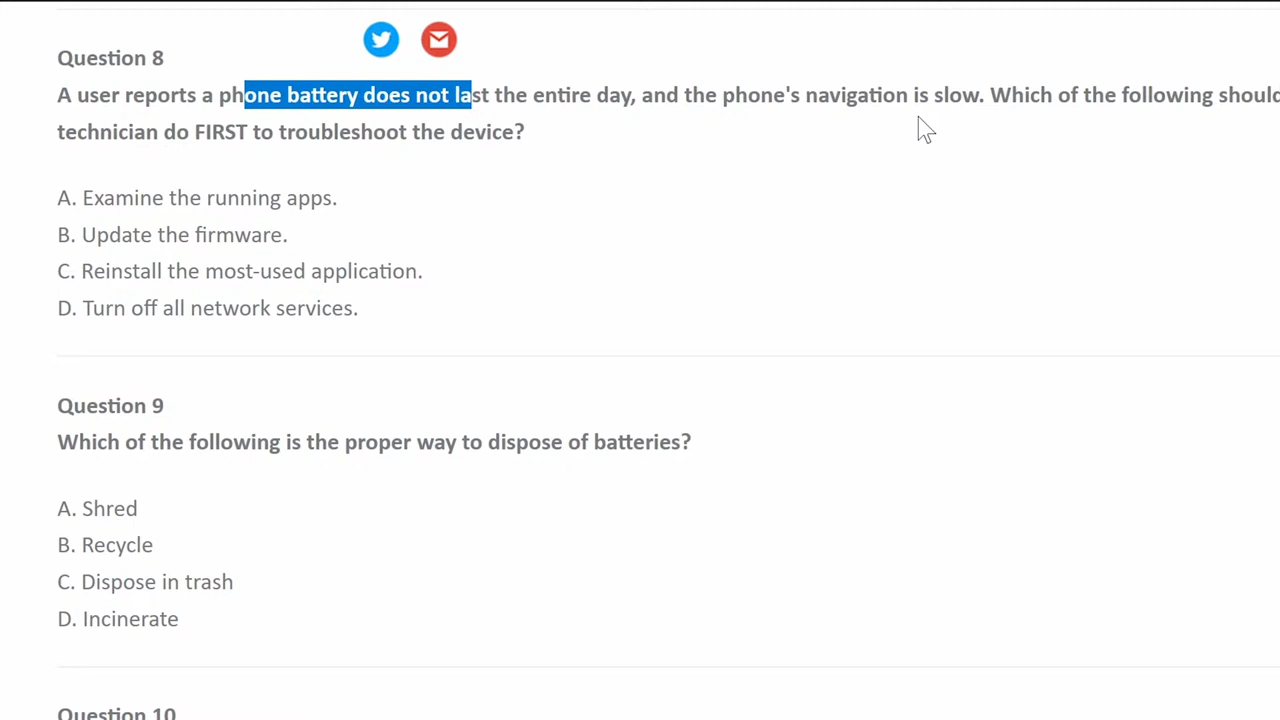 Question 8
A user reports a phone battery does not last the entire day, and the phone's navigation is slow. Which of the following should
technician do FIRST to troubleshoot the device?
A. Examine the running apps.
B. Update the firmware.
C. Reinstall the most-used application.
D. Turn off all network services.
Question 9
Which of the following is the proper way to dispose of batteries?
A. Shred
B. Recycle
C. Dispose in trash
D. Incinerate
Question 10